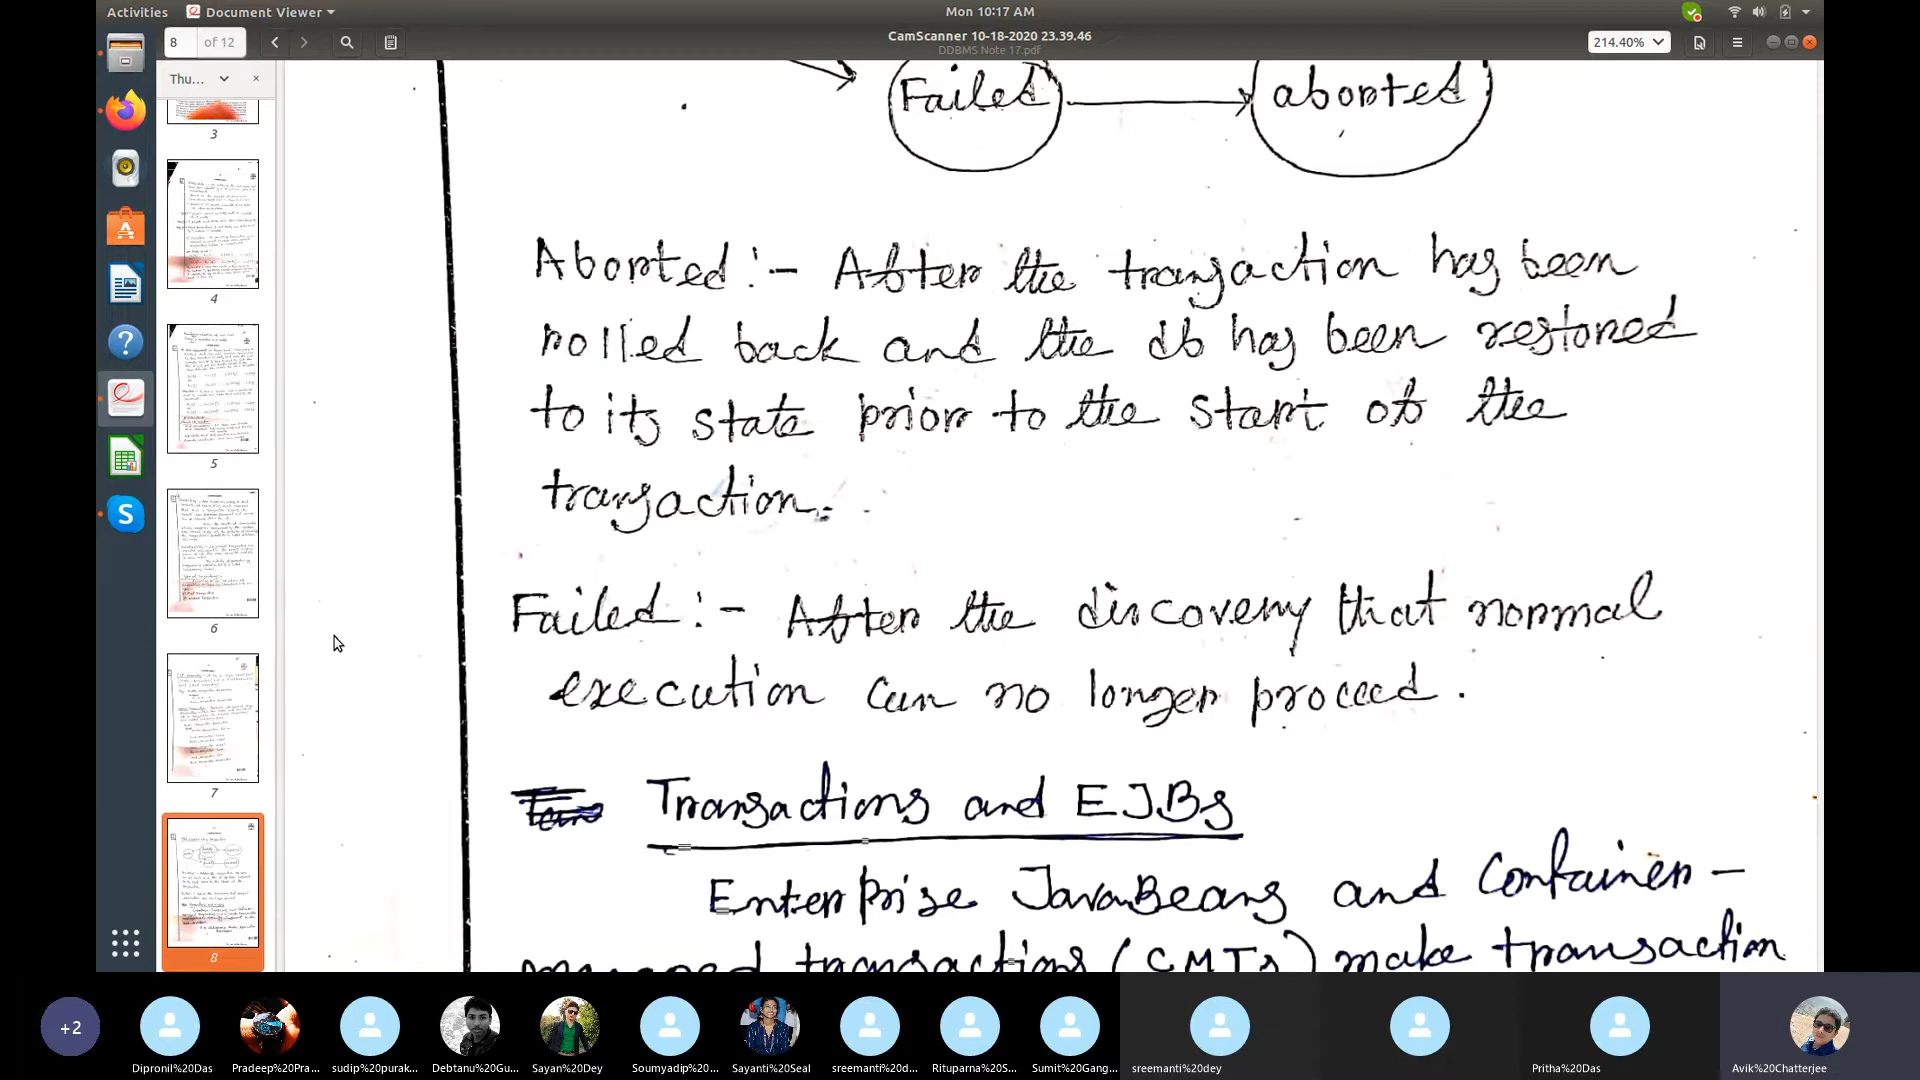 Activities
Document Viewer
Mon 10:17 AM
8
of 12
CamScanner 10-18-2020 23.39.46
DDBMS Note 17.pdf
214.40%
Thu...
3
4
5
6
7
8
Failed
aborted
Aborted :- After the transaction has been
rolled back and the db has been restored
to its state prior to the start of the
transaction.
Failed :- After the discovery that normal
execution can no longer proceed.
Transactions and EJBs
Enterprise JavaBeans and Container-
managed transactions (CMTs) make transaction
+2
Dipronil%20Das
Pradeep%20Pra...
sudip%20purak...
Debtanu%20Gu...
Sayan%20Dey
Soumyadip%20...
Sayanti%20Seal
sreemanti%20d...
Rituparna%20S...
Sumit%20Gang...
sreemanti%20dey
Pritha%20Das
Avik%20Chatterjee